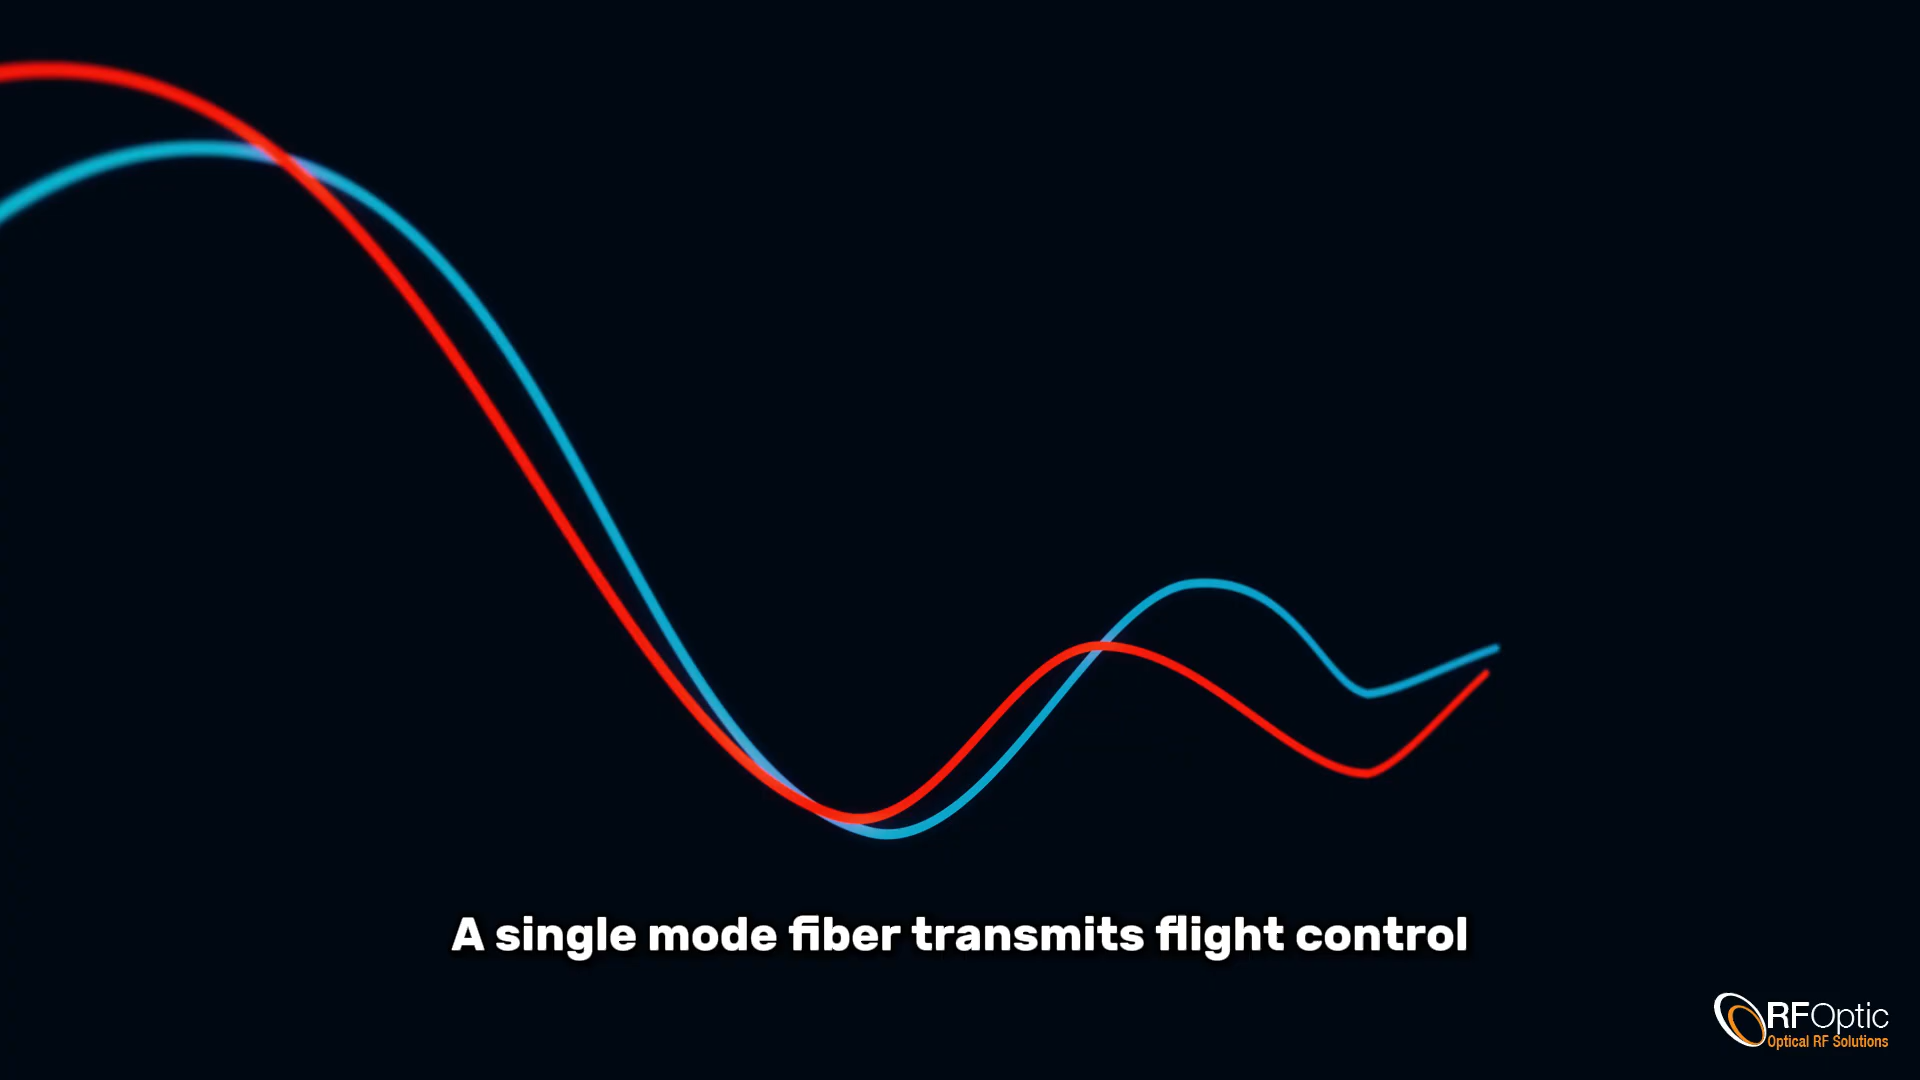 A single mode fiber transmits flight control
RFOptic
Optical RF Solutions